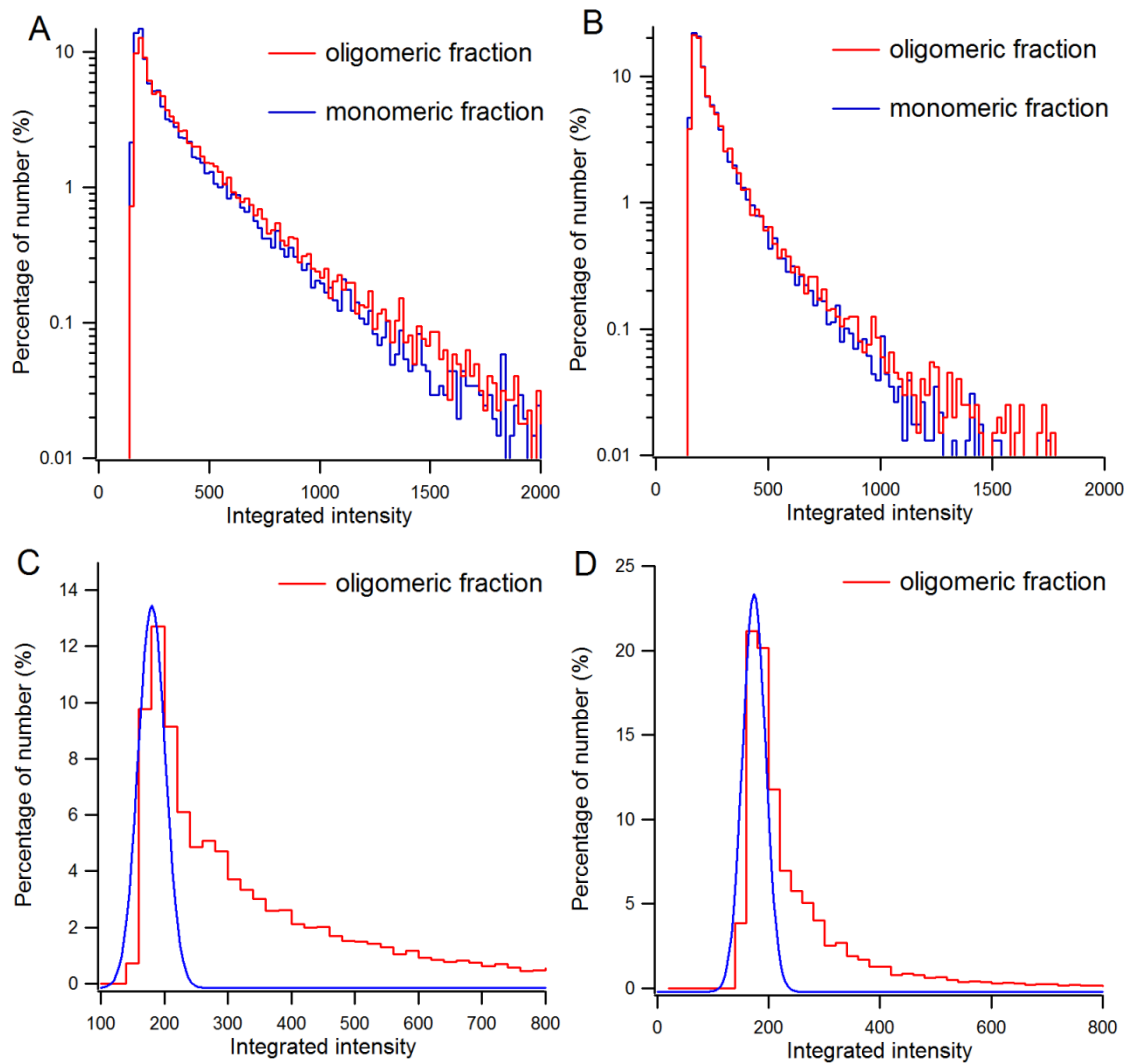 A
oligomeric fraction
monomeric fraction
Percentage of number (%)
10
1
0.1
0.01
0
500
1000
1500
2000
Integrated intensity
B
oligomeric fraction
monomeric fraction
Percentage of number (%)
10
1
0.1
0.01
0
500
1000
1500
2000
Integrated intensity
C
oligomeric fraction
Percentage of number (%)
14
12
10
8
6
4
2
0
100
200
300
400
500
600
700
800
Integrated intensity
D
oligomeric fraction
Percentage of number (%)
25
20
15
10
5
0
0
200
400
600
800
Integrated intensity